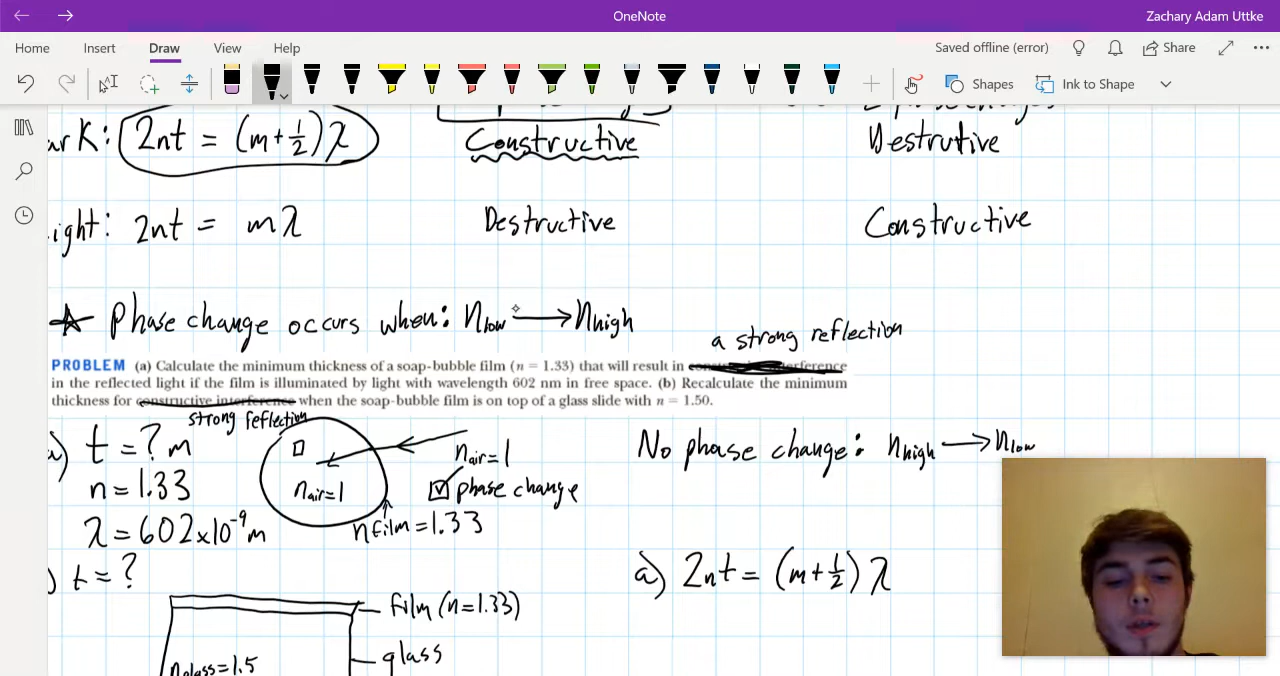 OneNote
Zachary Adam Uttke
Home Insert Draw View Help
Saved offline (error)
Share
Shapes
Ink to Shape
ark: 2nt = (m+1/2)λ
Constructive
Destrutive
ight: 2nt = mλ
Destructive
Constructive
Phase change occurs when: nlow → nhigh
a strong reflection
PROBLEM (a) Calculate the minimum thickness of a soap-bubble film (n = 1.33) that will result in
in the reflected light if the film is illuminated by light with wavelength 602 nm in free space. (b) Recalculate the minimum
thickness for constructive interference when the soap-bubble film is on top of a glass slide with n = 1.50.
strong reflection
a) t = ? m
n = 1.33
λ = 602x10⁻⁹ m
nair=1
nair=1
phase change
nfilm=1.33
No phase change: nhigh → nlow
) t = ?
film (n=1.33)
glass
nglass=1.5
a) 2nt = (m+1/2)λ